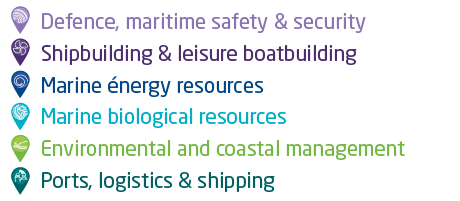 Defence, maritime safety & security
Shipbuilding & leisure boatbuilding
Marine énergy resources
Marine biological resources
Environmental and coastal management
Ports, logistics & shipping